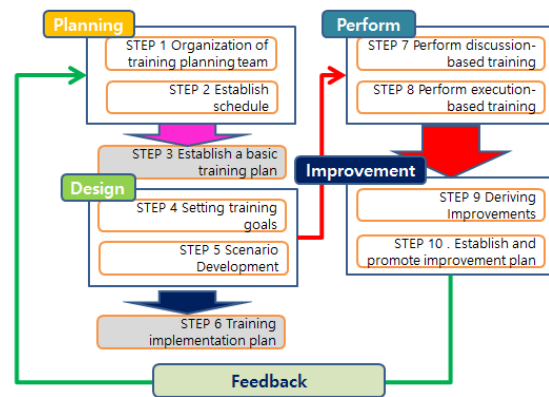 Planning
STEP 1 Organization of
training planning team
STEP 2 Establish
schedule
STEP 3 Establish a basic
training plan
Design
STEP 4 Setting training
goals
STEP 5 Scenario
Development
STEP 6 Training
implementation plan
Perform
STEP 7 Perform discussion-
based training
STEP 8 Perform execution-
based training
Improvement
STEP 9 Deriving
Improvements
STEP 10 . Establish and
promote improvement plan
Feedback